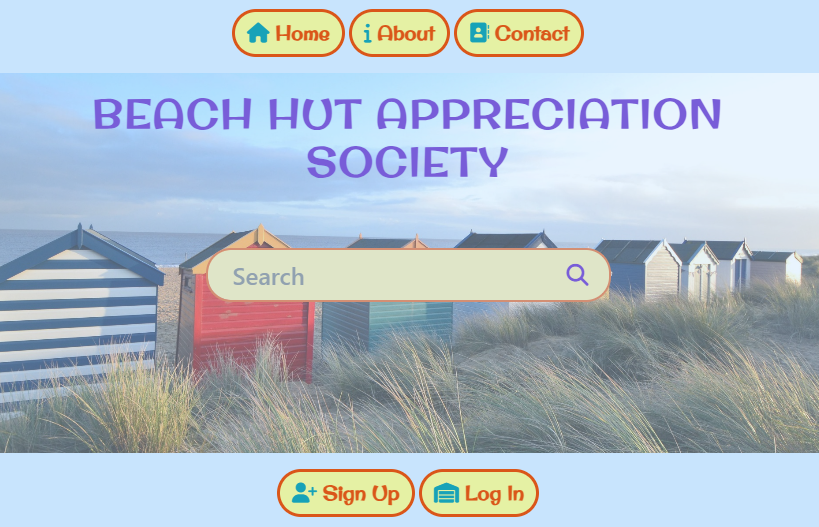 Home About Contact
BEACH HUT APPRECIATION
SOCIETY
Search
Sign Up Log In